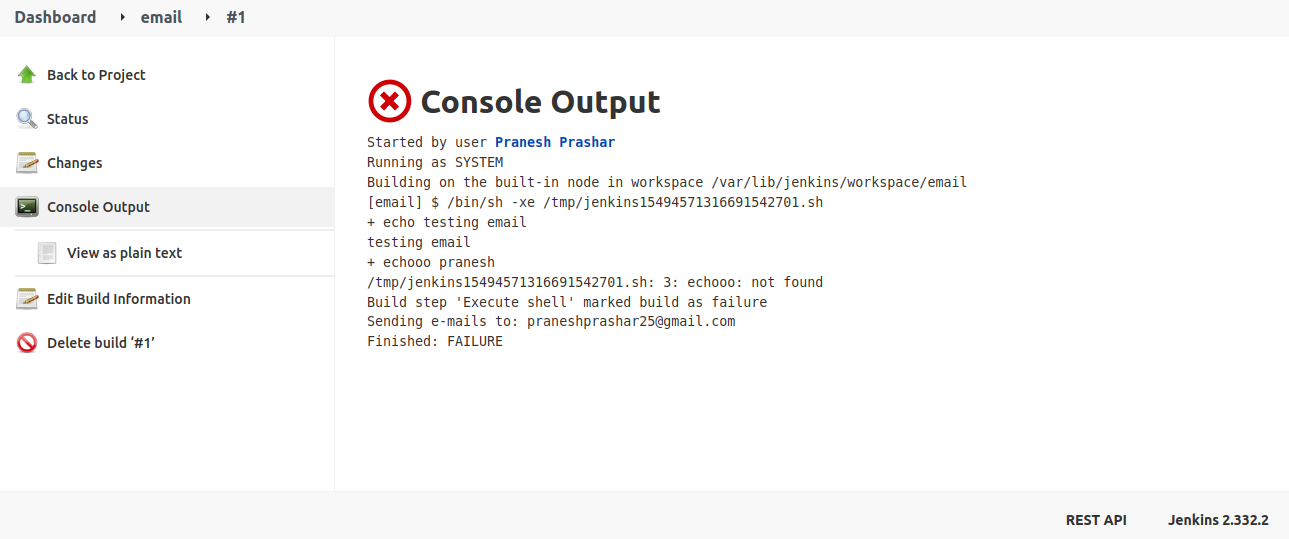 Dashboard email #1
Back to Project
Status
Changes
Console Output
View as plain text
Edit Build Information
Delete build ‘#1’
Console Output
Started by user Pranesh Prashar
Running as SYSTEM
Building on the built-in node in workspace /var/lib/jenkins/workspace/email
[email] $ /bin/sh -xe /tmp/jenkins15494571316691542701.sh
+ echo testing email
testing email
+ echooo pranesh
/tmp/jenkins15494571316691542701.sh: 3: echooo: not found
Build step 'Execute shell' marked build as failure
Sending e-mails to: praneshprashar25@gmail.com
Finished: FAILURE
REST API Jenkins 2.332.2